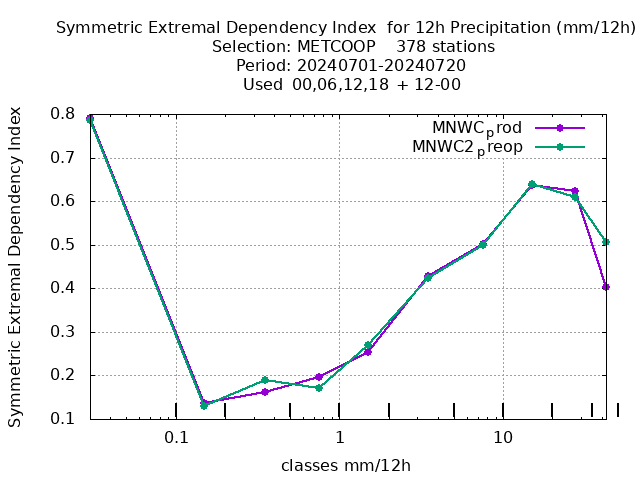 Symmetric Extremal Dependency Index  for 12h Precipitation (mm/12h)
Selection: METCOOP    378 stations
Period: 20240701-20240720
Used  00,06,12,18  + 12-00
MNWCprod
MNWC2preop
Symmetric Extremal Dependency Index
0.8
0.7
0.6
0.5
0.4
0.3
0.2
0.1
0.1
1
10
classes mm/12h